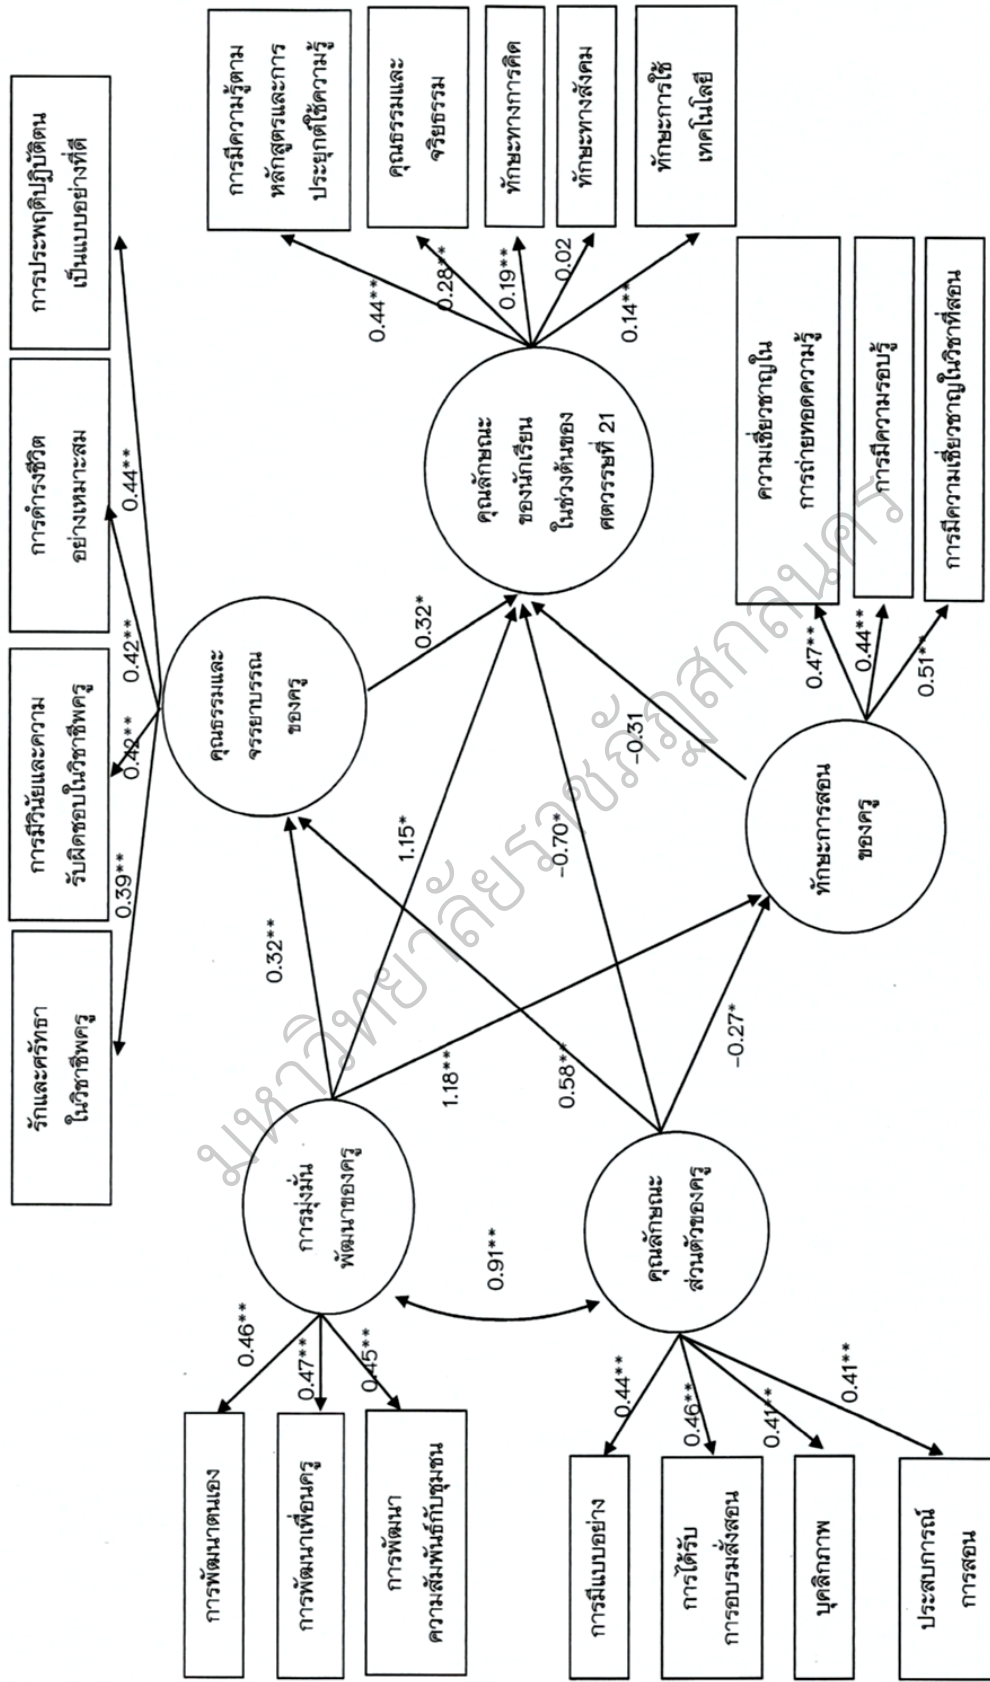 รักและศรัทธา
ในวิชาชีพครู
การมีวินัยและความ
รับผิดชอบในวิชาชีพครู
การดำรงชีวิต
อย่างเหมาะสม
การประพฤติปฏิบัติตน
เป็นแบบอย่างที่ดี
0.39**
0.42**
0.42**
0.44**
คุณธรรมและ
จรรยาบรรณ
ของครู
การพัฒนาตนเอง
การพัฒนาเพื่อนครู
การพัฒนา
ความสัมพันธ์กับชุมชน
0.46**
0.47**
0.45**
การมุ่งมั่น
พัฒนาของครู
0.32**
1.15*
1.18**
0.32*
การมีความรู้ตาม
หลักสูตรและการ
ประยุกต์ใช้ความรู้
คุณธรรมและ
จริยธรรม
ทักษะทางการคิด
ทักษะทางสังคม
ทักษะการใช้
เทคโนโลยี
0.44**
0.28**
0.19**
0.02
0.14**
คุณลักษณะ
ของนักเรียน
ในช่วงต้นของ
ศตวรรษที่ 21
0.91**
0.58**
-0.70*
-0.31
-0.27*
การมีแบบอย่าง
การได้รับ
การอบรมสั่งสอน
บุคลิกภาพ
ประสบการณ์
การสอน
0.44**
0.46**
0.41**
0.41**
คุณลักษณะ
ส่วนตัวของครู
ทักษะการสอน
ของครู
0.47**
0.44**
0.51**
ความเชี่ยวชาญใน
การถ่ายทอดความรู้
การมีความรอบรู้
การมีความเชี่ยวชาญในวิชาที่สอน
มหาวิทยาลัยราชภัฏสกลนคร